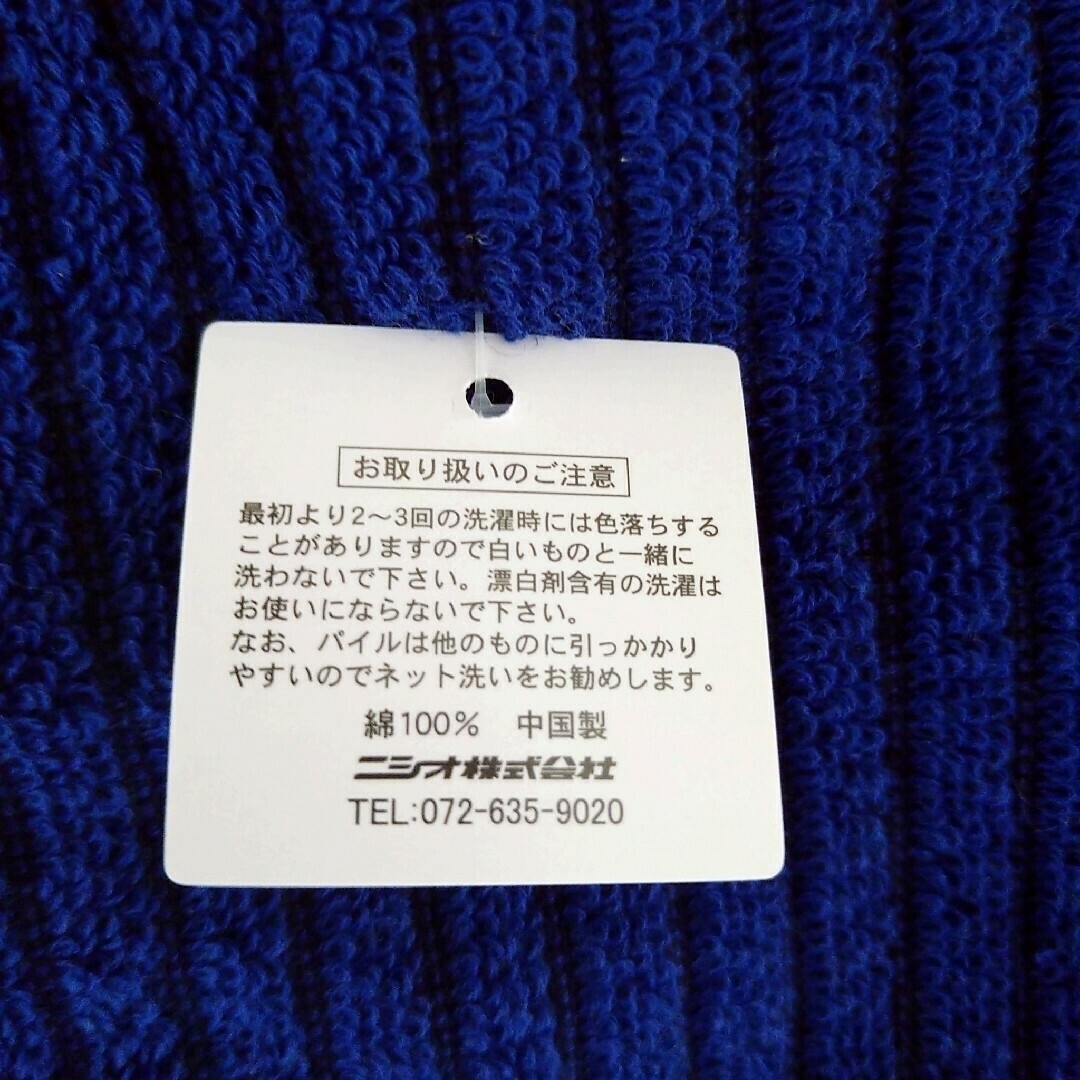 お取り扱いのご注意
最初より2〜3回の洗濯時には色落ちする
ことがありますので白いものと一緒に
洗わないで下さい。漂白剤含有の洗濯は
お使いにならないで下さい。
なお、パイルは他のものに引っかかり
やすいのでネット洗いをお勧めします。
綿100% 中国製
ニシオ株式会社
TEL:072-635-9020